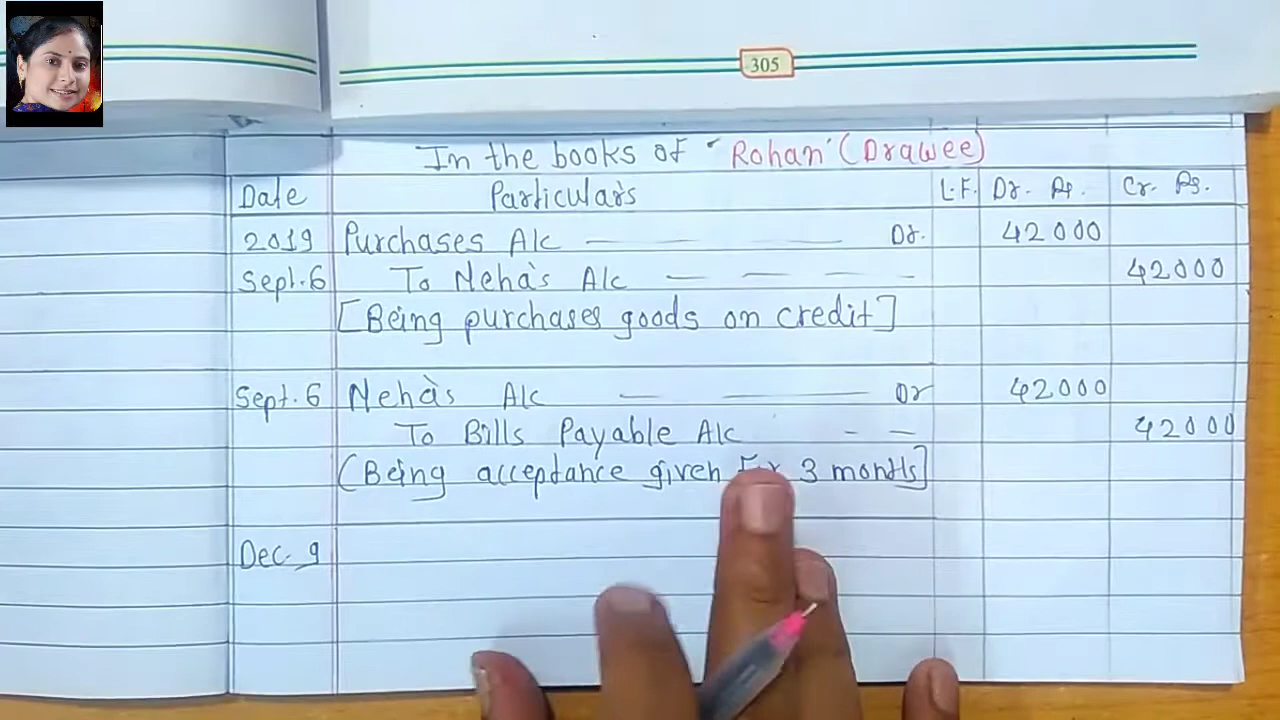 305
In the books of "Rohan" (Drawee)
Date Particulars L.F. Dr. Rs. Cr. Rs.
2019 Purchases A/c Dr. 42000
Sept. 6 To Neha's A/c 42000
[Being purchases goods on credit]
Sept. 6 Neha's A/c Dr 42000
To Bills Payable A/c 42000
(Being acceptance given For 3 months]
Dec. 9